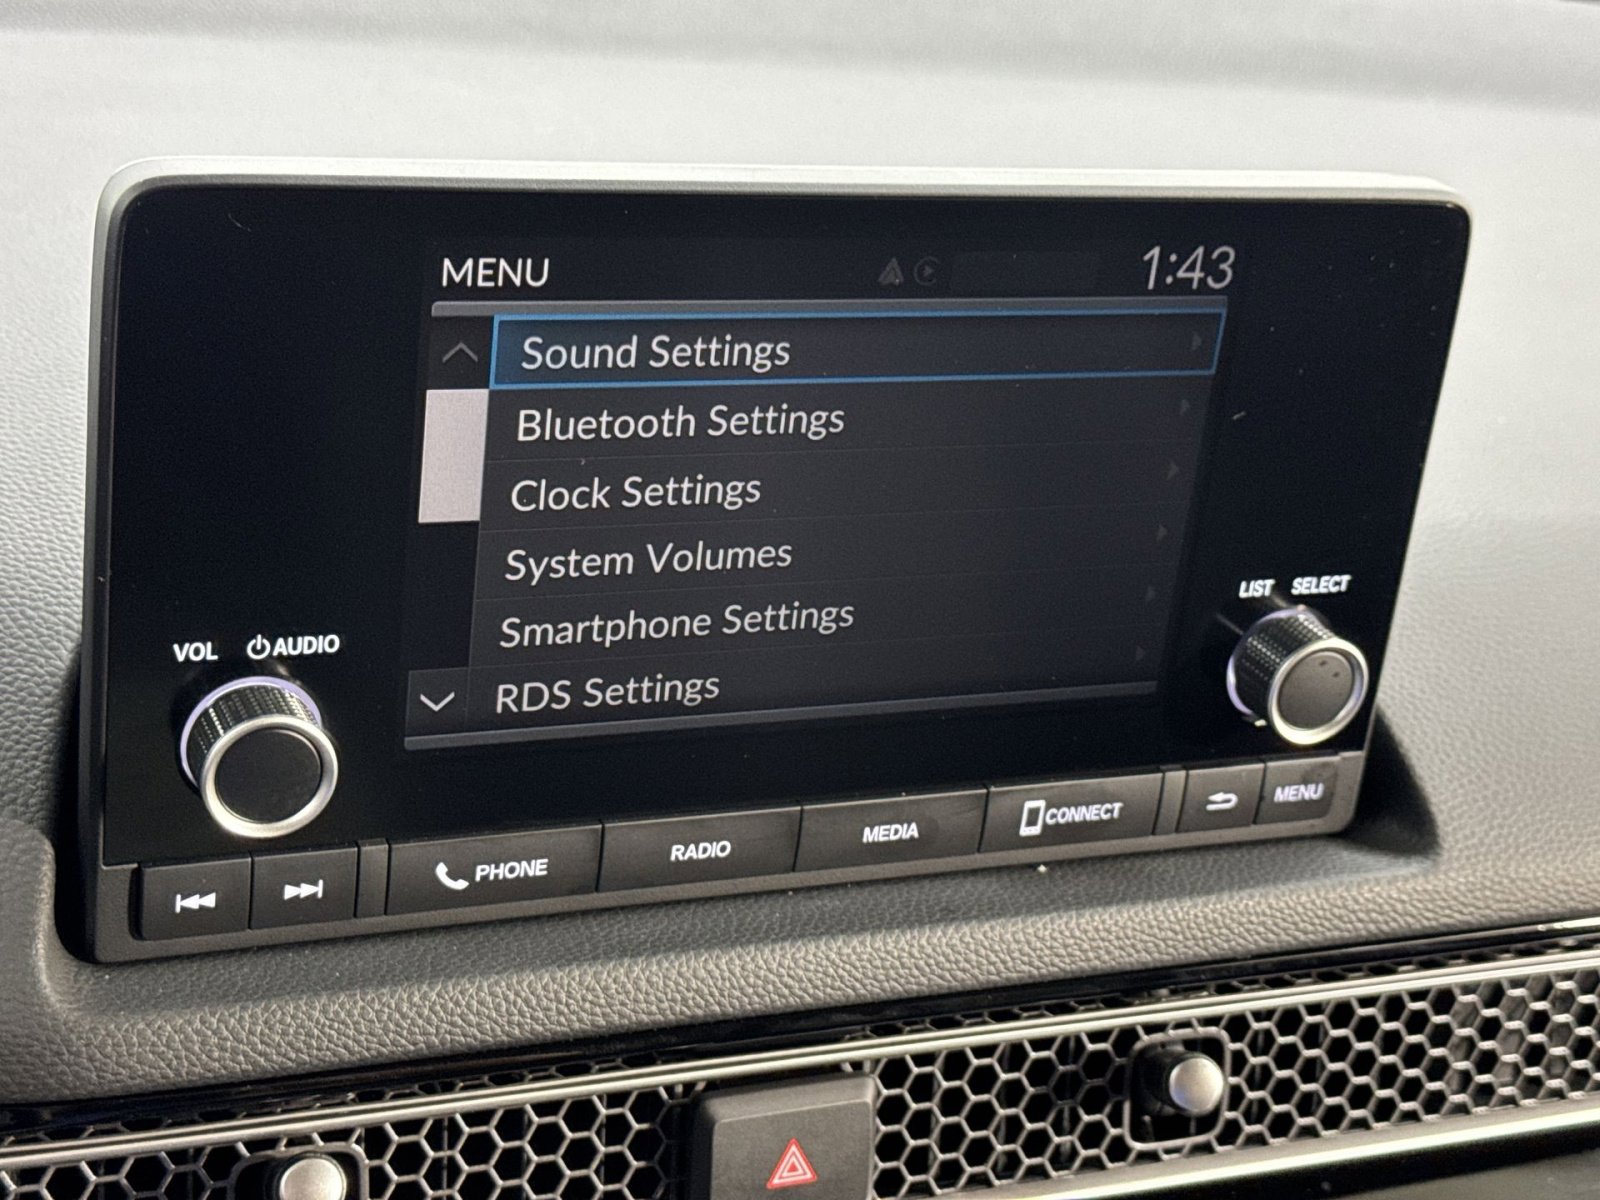 MENU 1:43
Sound Settings
Bluetooth Settings
Clock Settings
System Volumes
Smartphone Settings
RDS Settings
VOL AUDIO
LIST SELECT
PHONE RADIO MEDIA CONNECT MENU